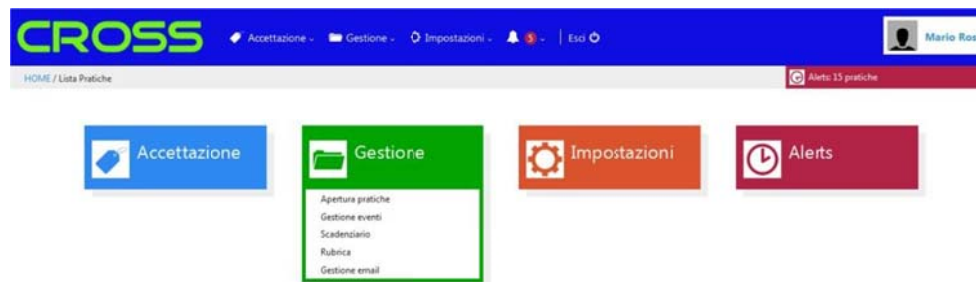 CROSS Accettazione Gestione Impostazioni 5 Esci Mario Ros
HOME / Lista Pratiche Alerts: 15 pratiche
Accettazione Gestione Impostazioni Alerts
Apertura pratiche
Gestione eventi
Scadenziario
Rubrica
Gestione email